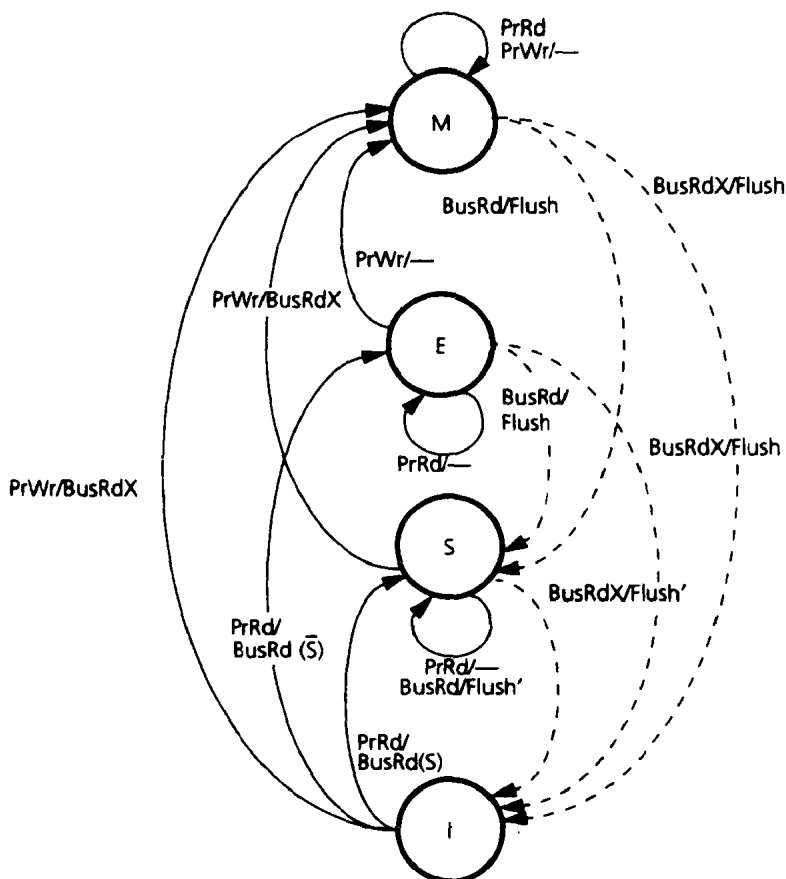 PrRd
PrWr/—
M
BusRdX/Flush
BusRd/Flush
PrWr/—
PrWr/BusRdX
E
BusRd/
Flush
BusRdX/Flush
PrRd/—
PrWr/BusRdX
S
BusRdX/Flush′
PrRd/
BusRd (S̄)
PrRd/—
BusRd/Flush′
PrRd/
BusRd(S)
I